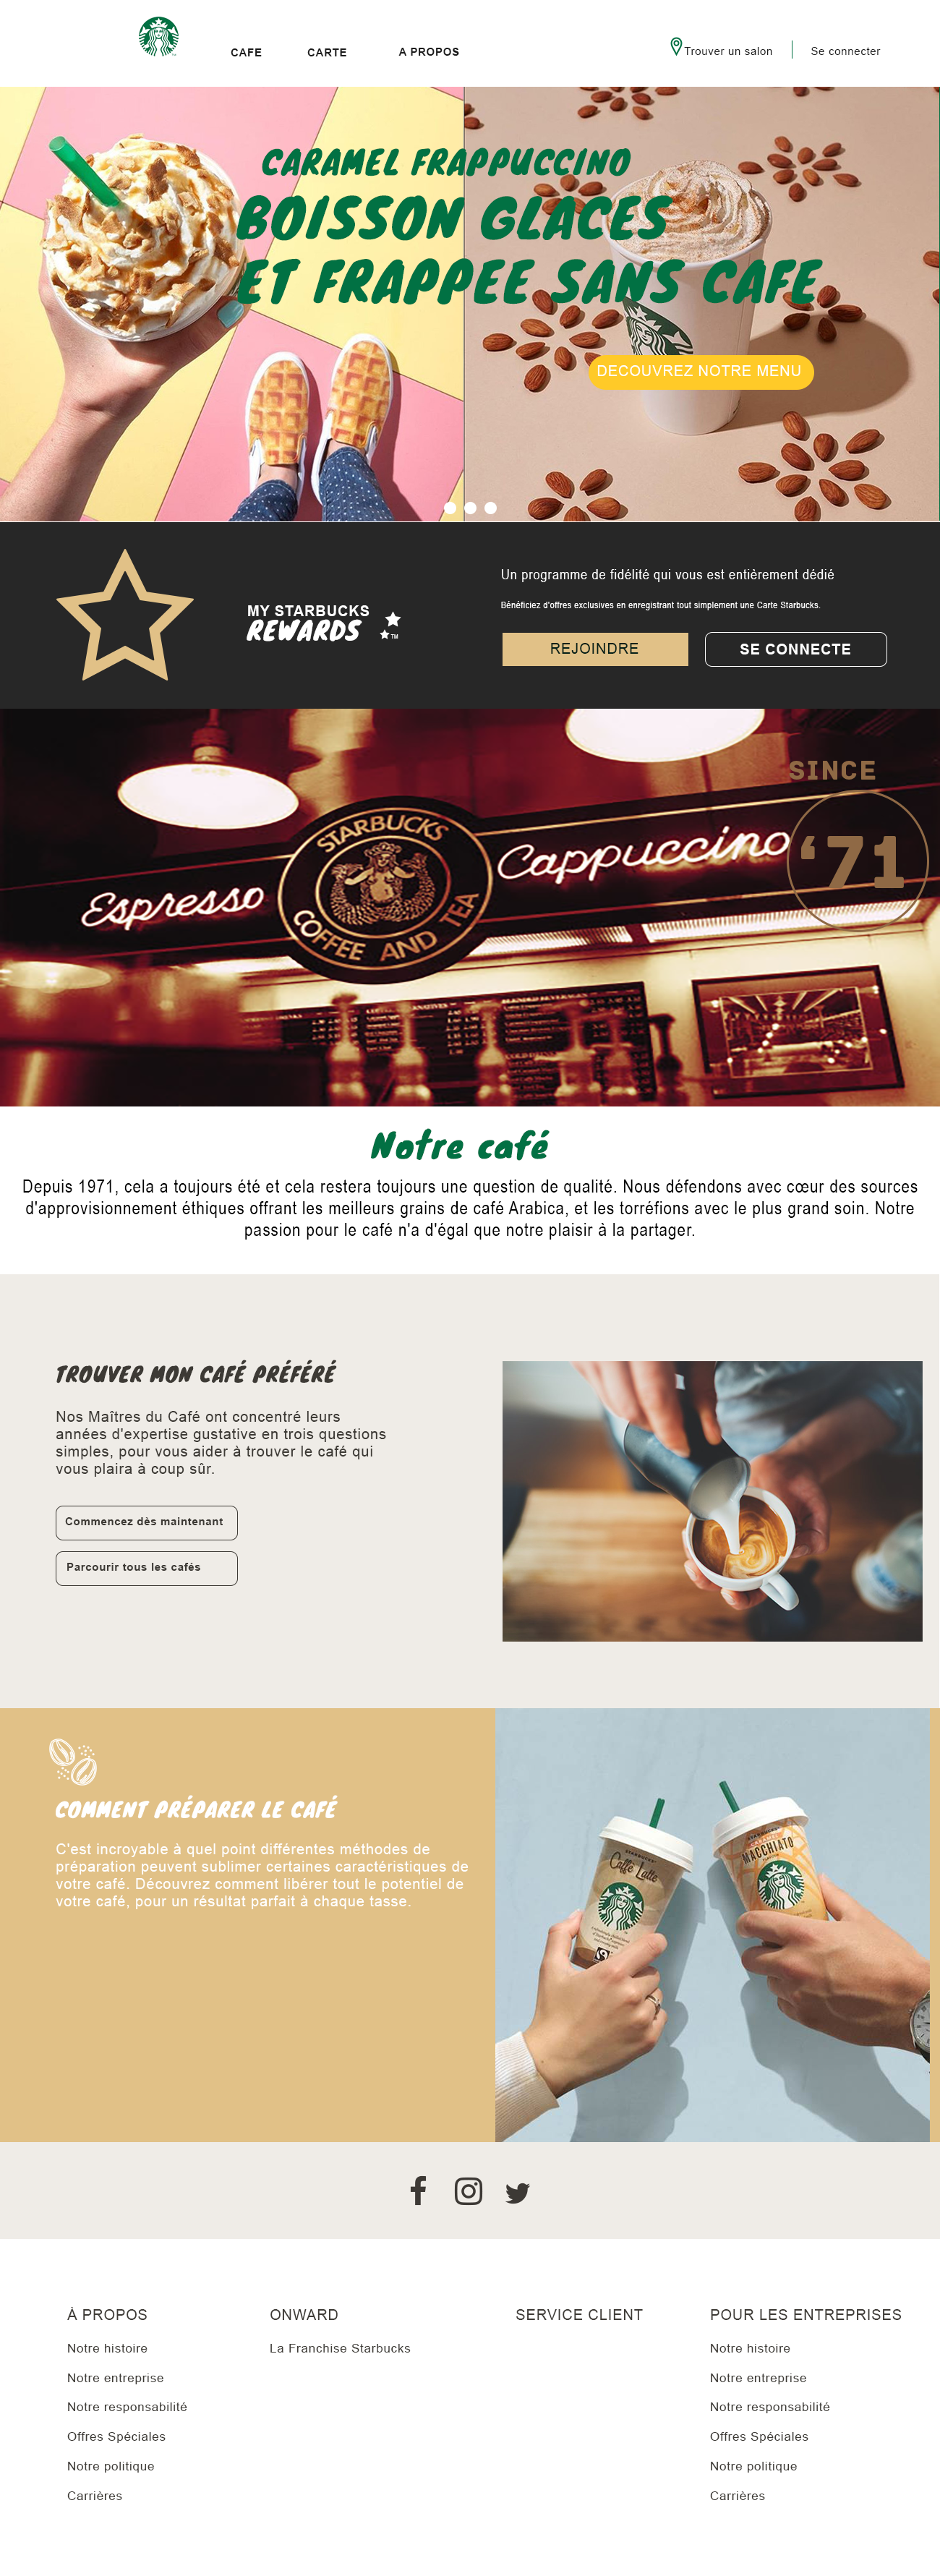 CAFE
CARTE
A PROPOS
Trouver un salon
Se connecter
CARAMEL FRAPPUCCINO
BOISSON GLACES
ET FRAPPEE SANS CAFE
DECOUVREZ NOTRE MENU
MY STARBUCKS
REWARDS
TM
Un programme de fidélité qui vous est entièrement dédié
Bénéficiez d'offres exclusives en enregistrant tout simplement une Carte Starbucks.
REJOINDRE
SE CONNECTE
SINCE
‘71
Espresso
STARBUCKS
COFFEE AND TEA
Cappuccino
Notre café
Depuis 1971, cela a toujours été et cela restera toujours une question de qualité. Nous défendons avec cœur des sources
d'approvisionnement éthiques offrant les meilleurs grains de café Arabica, et les torréfions avec le plus grand soin. Notre
passion pour le café n'a d'égal que notre plaisir à la partager.
TROUVER MON CAFÉ PRÉFÉRÉ
Nos Maîtres du Café ont concentré leurs
années d'expertise gustative en trois questions
simples, pour vous aider à trouver le café qui
vous plaira à coup sûr.
Commencez dès maintenant
Parcourir tous les cafés
COMMENT PRÉPARER LE CAFÉ
C'est incroyable à quel point différentes méthodes de
préparation peuvent sublimer certaines caractéristiques de
votre café. Découvrez comment libérer tout le potentiel de
votre café, pour un résultat parfait à chaque tasse.
Caffè Latte
MACCHIATO
À PROPOS
Notre histoire
Notre entreprise
Notre responsabilité
Offres Spéciales
Notre politique
Carrières
ONWARD
La Franchise Starbucks
SERVICE CLIENT
POUR LES ENTREPRISES
Notre histoire
Notre entreprise
Notre responsabilité
Offres Spéciales
Notre politique
Carrières